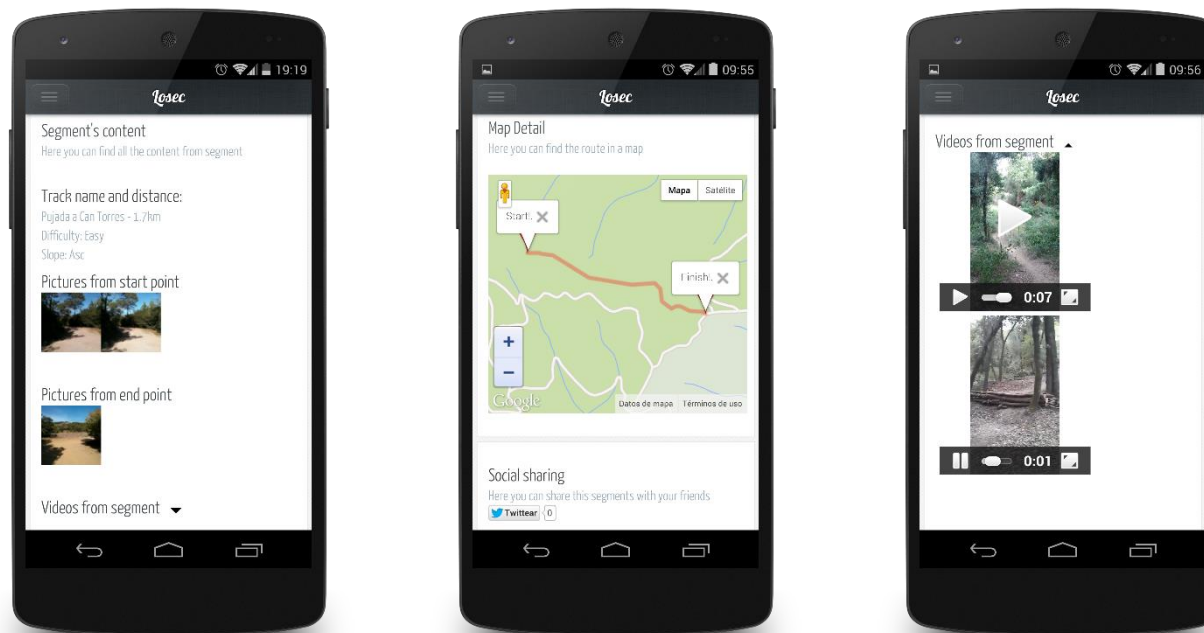 19:19
Losec
Segment's content
Here you can find all the content from segment
Track name and distance:
Pujada a Can Torres - 1.7km
Difficulty: Easy
Slope: Asc
Pictures from start point
Pictures from end point
Videos from segment
09:55
Losec
Map Detail
Here you can find the route in a map
Mapa
Satélite
Start!.
Finish!.
+
−
Google
Datos de mapa
Términos de uso
Social sharing
Here you can share this segments with your friends
Twittear
0
09:56
Losec
Videos from segment
0:07
0:01